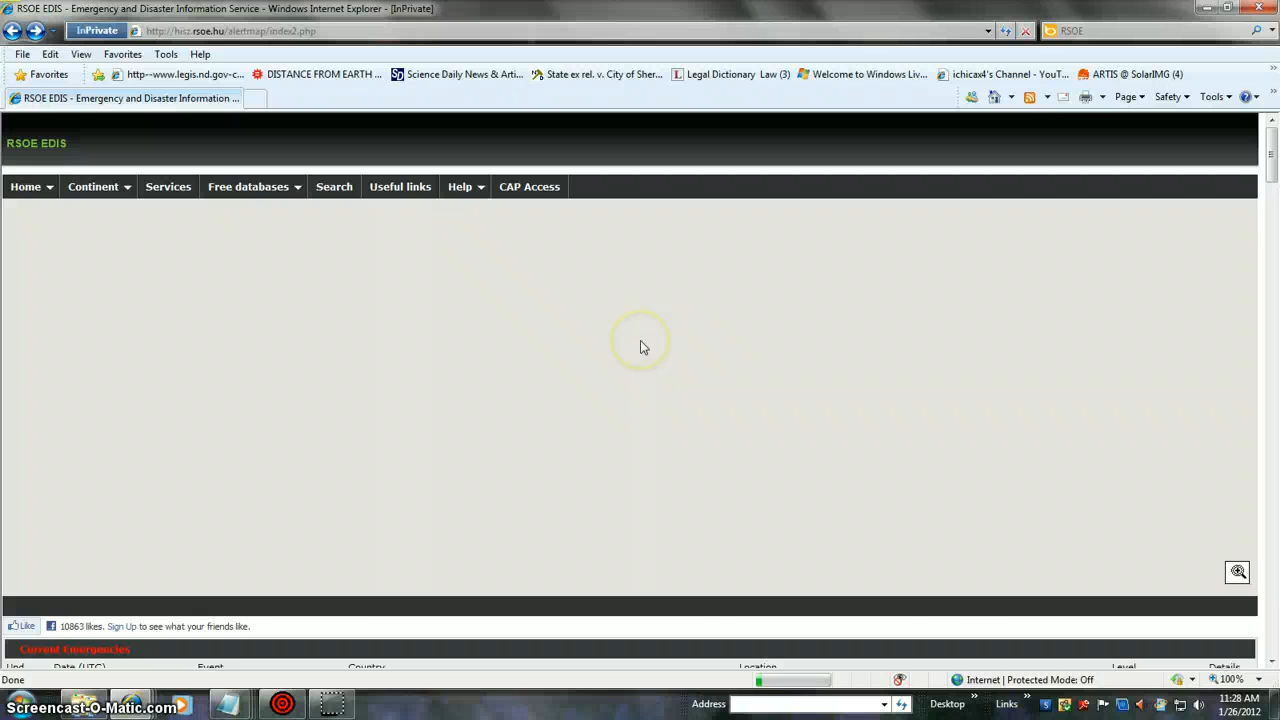 RSOE EDIS - Emergency and Disaster Information Service - Windows Internet Explorer - [InPrivate]
InPrivate http://hisz.rsoe.hu/alertmap/index2.php RSOE
File Edit View Favorites Tools Help
Favorites http--www.legis.nd.gov-c... DISTANCE FROM EARTH ... Science Daily News & Arti... State ex rel. v. City of Sher... Legal Dictionary Law (3) Welcome to Windows Liv... ichicax4's Channel - YouT... ARTIS @ SolarIMG (4)
RSOE EDIS - Emergency and Disaster Information ... Page Safety Tools
RSOE EDIS
Home Continent Services Free databases Search Useful links Help CAP Access
Like 10863 likes. Sign Up to see what your friends like.
Current Emergencies
Und Date (UTC) Event Country Location Level Details
Done Internet | Protected Mode: Off 100%
Screencast-O-Matic.com Address Desktop Links 11:28 AM
1/26/2012